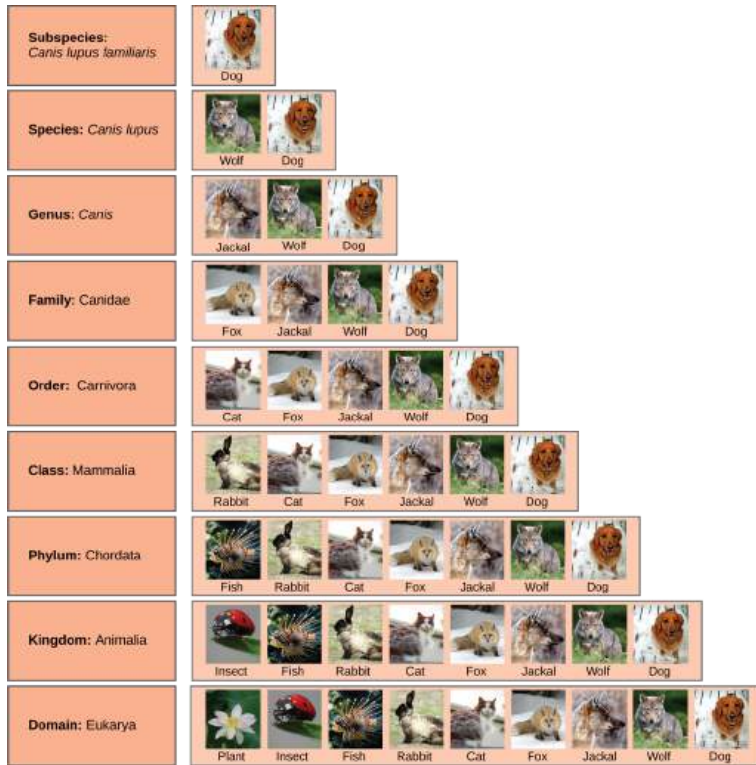 Subspecies:
Canis lupus familiaris
Dog
Species: Canis lupus
Wolf Dog
Genus: Canis
Jackal Wolf Dog
Family: Canidae
Fox Jackal Wolf Dog
Order: Carnivora
Cat Fox Jackal Wolf Dog
Class: Mammalia
Rabbit Cat Fox Jackal Wolf Dog
Phylum: Chordata
Fish Rabbit Cat Fox Jackal Wolf Dog
Kingdom: Animalia
Insect Fish Rabbit Cat Fox Jackal Wolf Dog
Domain: Eukarya
Plant Insect Fish Rabbit Cat Fox Jackal Wolf Dog